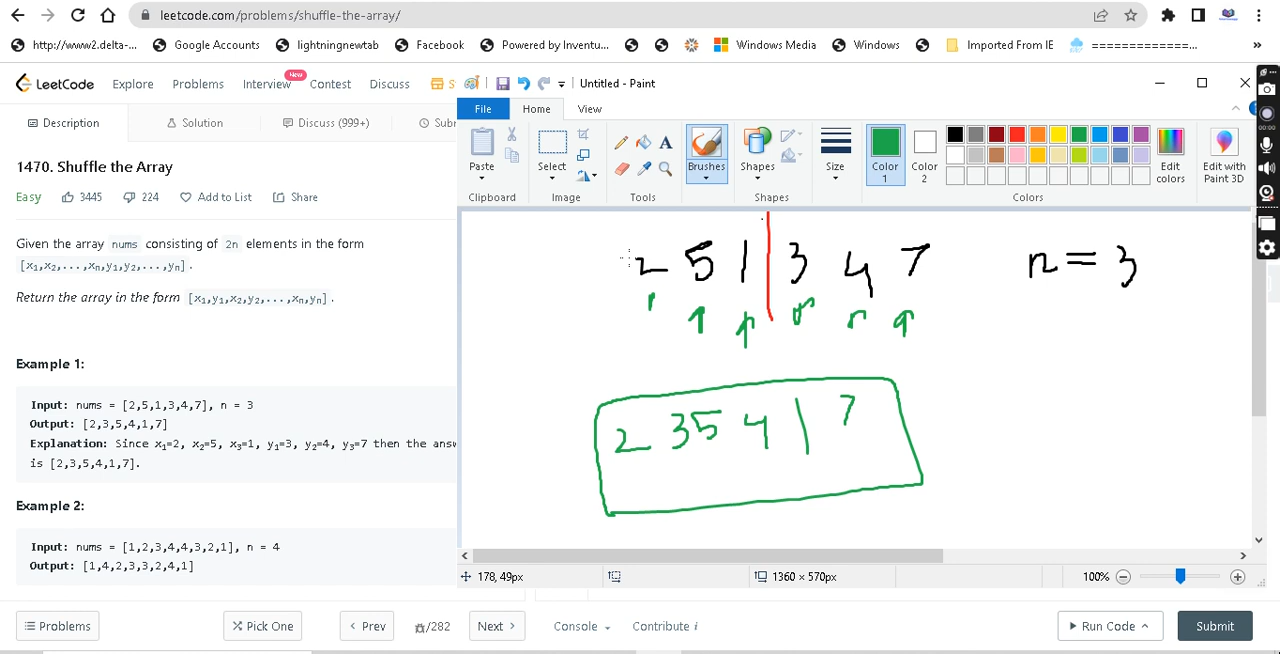 leetcode.com/problems/shuffle-the-array/
http://www2.delta-... Google Accounts lightningnewtab Facebook Powered by Inventu... Windows Media Windows Imported From IE =============... »
LeetCode Explore Problems Interview New Contest Discuss S
Untitled - Paint
File Home View
Description Solution Discuss (999+) Sub
Paste Select Brushes Shapes Size Color 1 Color 2 Edit colors Edit with Paint 3D
Clipboard Image Tools Shapes Colors
1470. Shuffle the Array
Easy 3445 224 Add to List Share
Given the array nums consisting of 2n elements in the form
[x1,x2,...,xn,y1,y2,...,yn].
Return the array in the form [x1,y1,x2,y2,...,xn,yn].
2 5 1 3 4 7 n = 3
2 3 5 4 1 7
Example 1:
Input: nums = [2,5,1,3,4,7], n = 3
Output: [2,3,5,4,1,7]
Explanation: Since x1=2, x2=5, x3=1, y1=3, y2=4, y3=7 then the answ
is [2,3,5,4,1,7].
Example 2:
Input: nums = [1,2,3,4,4,3,2,1], n = 4
Output: [1,4,2,3,3,2,4,1]
178, 49px 1360 × 570px 100%
Problems Pick One Prev /282 Next Console Contribute i Run Code Submit